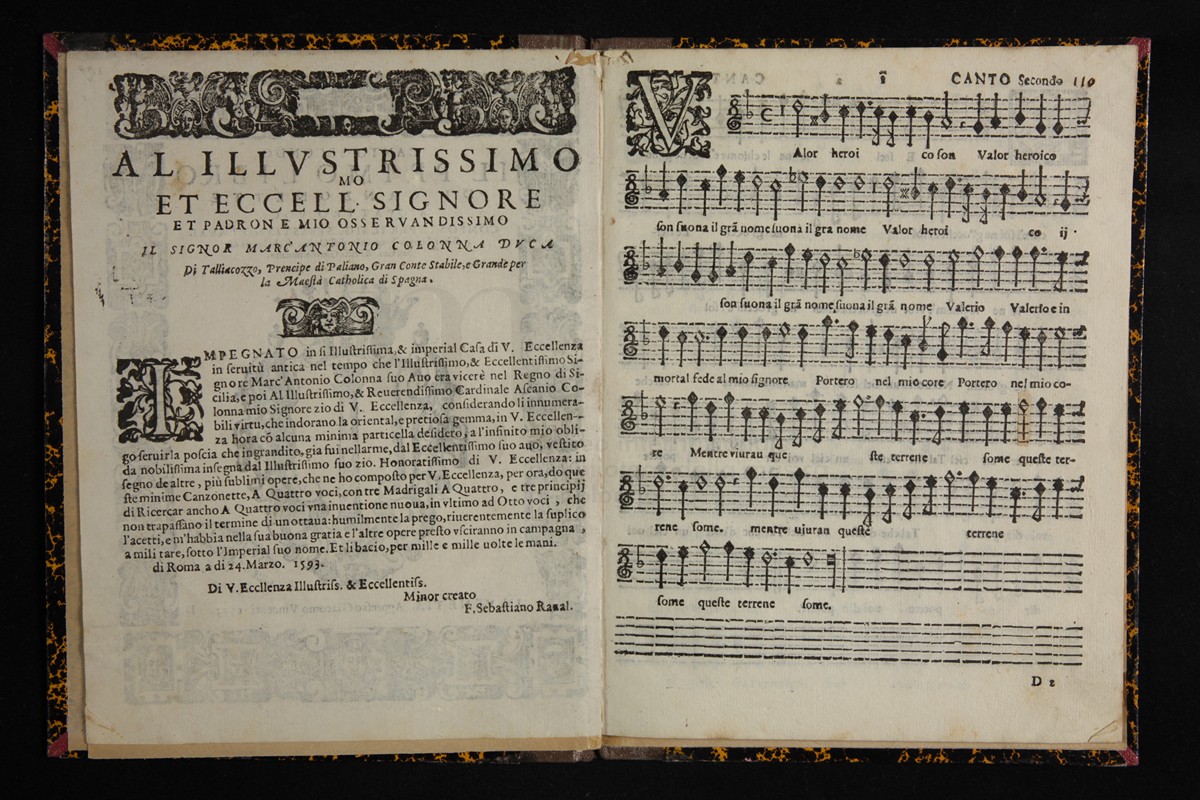 AL ILLVSTRISSIMO
MO
ET ECCELL. SIGNORE
ET PADRON E MIO OSSERVANDISSIMO
IL SIGNOR MARC'ANTONIO COLONNA DVCA
Di Talliacozzo, Prencipe di Paliano, Gran Conte Stabile, e Grande per
la Maestà Catholica di Spagna.
IMPEGNATO in si Illustrissima, & imperial Casa di V. Eccellenza
in seruitù antica nel tempo che l'Illustrissimo, & Eccellentissimo Si-
gnore Marc'Antonio Colonna suo Auo era vicerè nel Regno di Si-
cilia, e poi Al Illustrissimo, & Reuerendissimo Cardinale Ascanio Co-
lonna mio Signore zio di V. Eccellenza, considerando li innumera-
bili virtu, che indorano la oriental, e pretiosa gemma, in V. Eccellen-
za hora cō alcuna minima particella desidero, a l'infinito mio obli-
go seruirla poscia che ingrandito, gia fui nellarme, dal Eccellentissimo suo auo, vestito
da nobilissima insegna dal Illustrissimo suo zio. Honoratissimo di V. Eccellenza: in
segno de altre, più sublimi opere, che ne ho composto per V. Eccellenza, per ora, do que
ste minime Canzonette, A Quattro voci, con tre Madrigali A Quattro, e tre principij
di Ricercar ancho A Quattro voci vna inuentione nuoua, in vltimo ad Otto voci, che
non trapassano il termine di un ottaua: humilmente la prego, riuerentemente la suplico
l'acetti, e m'habbia nella sua buona gratia e l'altre opere presto vsciranno in campagna,
a mili tare, sotto l'Imperial suo nome. Et li bacio, per mille e mille uolte le mani.
di Roma a di 24. Marzo. 1593.
Di V. Eccllenza Illustriss. & Eccellentiss.
Minor creato
F. Sebastiano Raual.
CANTO Secondo 110
VAlor heroi co son Valor heroico
son suona il grā nome suona il gra nome Valor heroi co ij.
son suona il grā nome suona il grā nome Valerio Valerio e in
mortal fede al mio signore Portero nel mio core Portero nel mio co-
re Mentre viurau que ste terrene some queste ter-
rene some. mentre uiuran queste terrene
some queste terrene some.
D 2